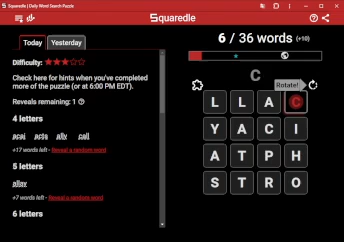 Squaredle | Daily Word Search Puzzle
Squaredle
Today Yesterday
Difficulty:
Check here for hints when you've completed
more of the puzzle (or at 6:00 PM EDT).
Reveals remaining: 1
4 letters
+17 words left - Reveal a random word
5 letters
+7 words left - Reveal a random word
6 letters
6 / 36 words (+10)
C
Rotate!
L L A C
Y A C I
A T P H
S T R O